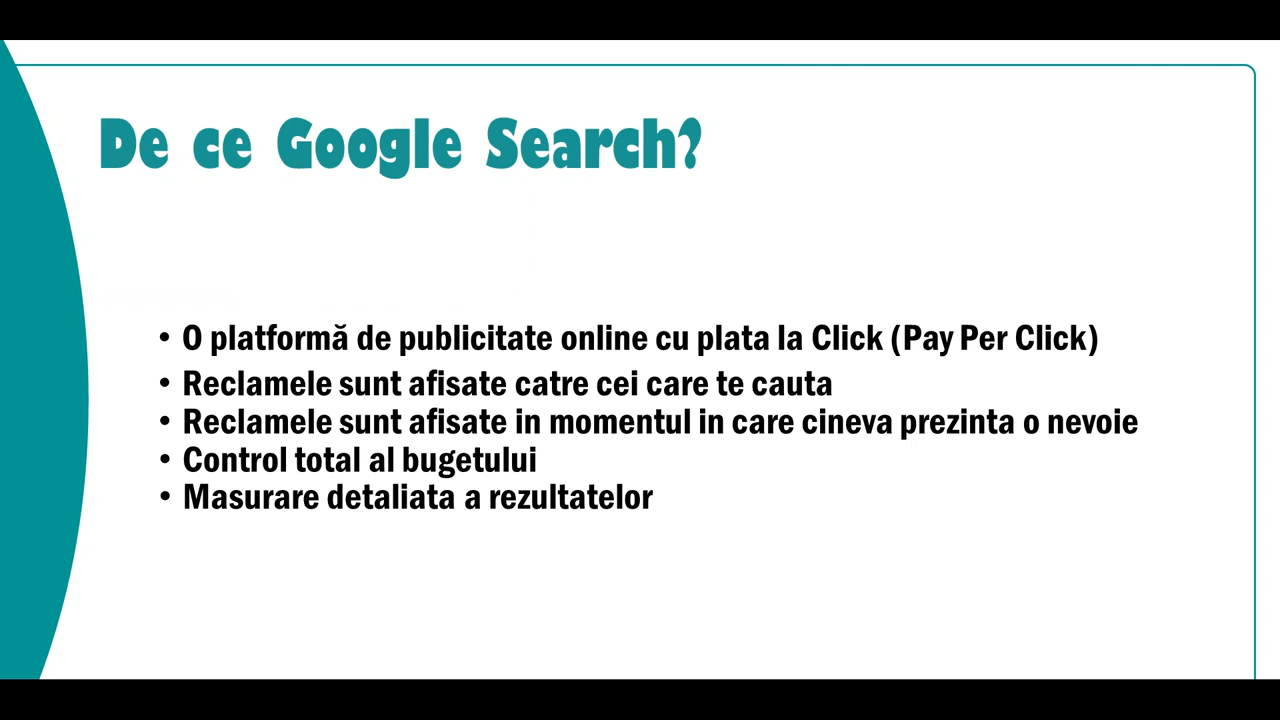 De ce Google Search?
• O platformă de publicitate online cu plata la Click (Pay Per Click)
• Reclamele sunt afisate catre cei care te cauta
• Reclamele sunt afisate in momentul in care cineva prezinta o nevoie
• Control total al bugetului
• Masurare detaliata a rezultatelor